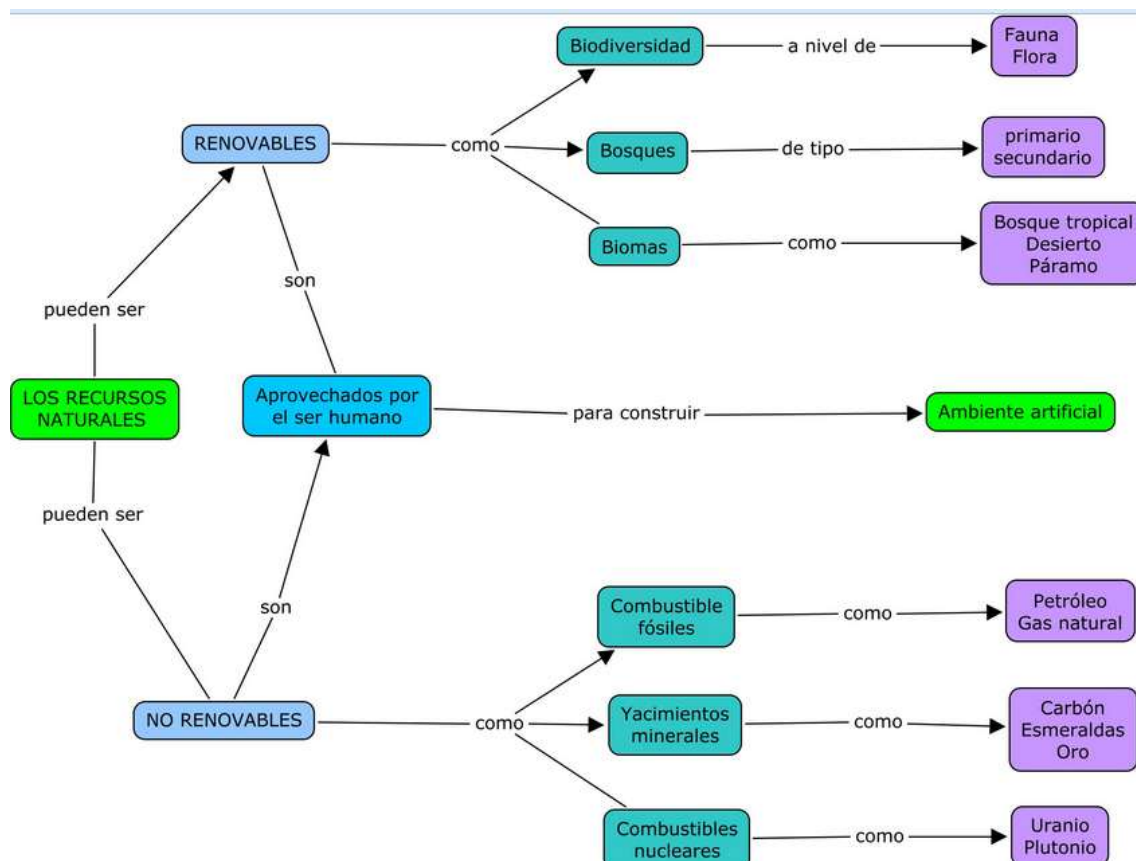 Biodiversidad
a nivel de
Fauna
Flora
RENOVABLES
como
Bosques
de tipo
primario
secundario
Biomas
como
Bosque tropical
Desierto
Páramo
son
pueden ser
LOS RECURSOS
NATURALES
Aprovechados por
el ser humano
para construir
Ambiente artificial
pueden ser
son
NO RENOVABLES
como
Combustible
fósiles
como
Petróleo
Gas natural
Yacimientos
minerales
como
Carbón
Esmeraldas
Oro
Combustibles
nucleares
como
Uranio
Plutonio